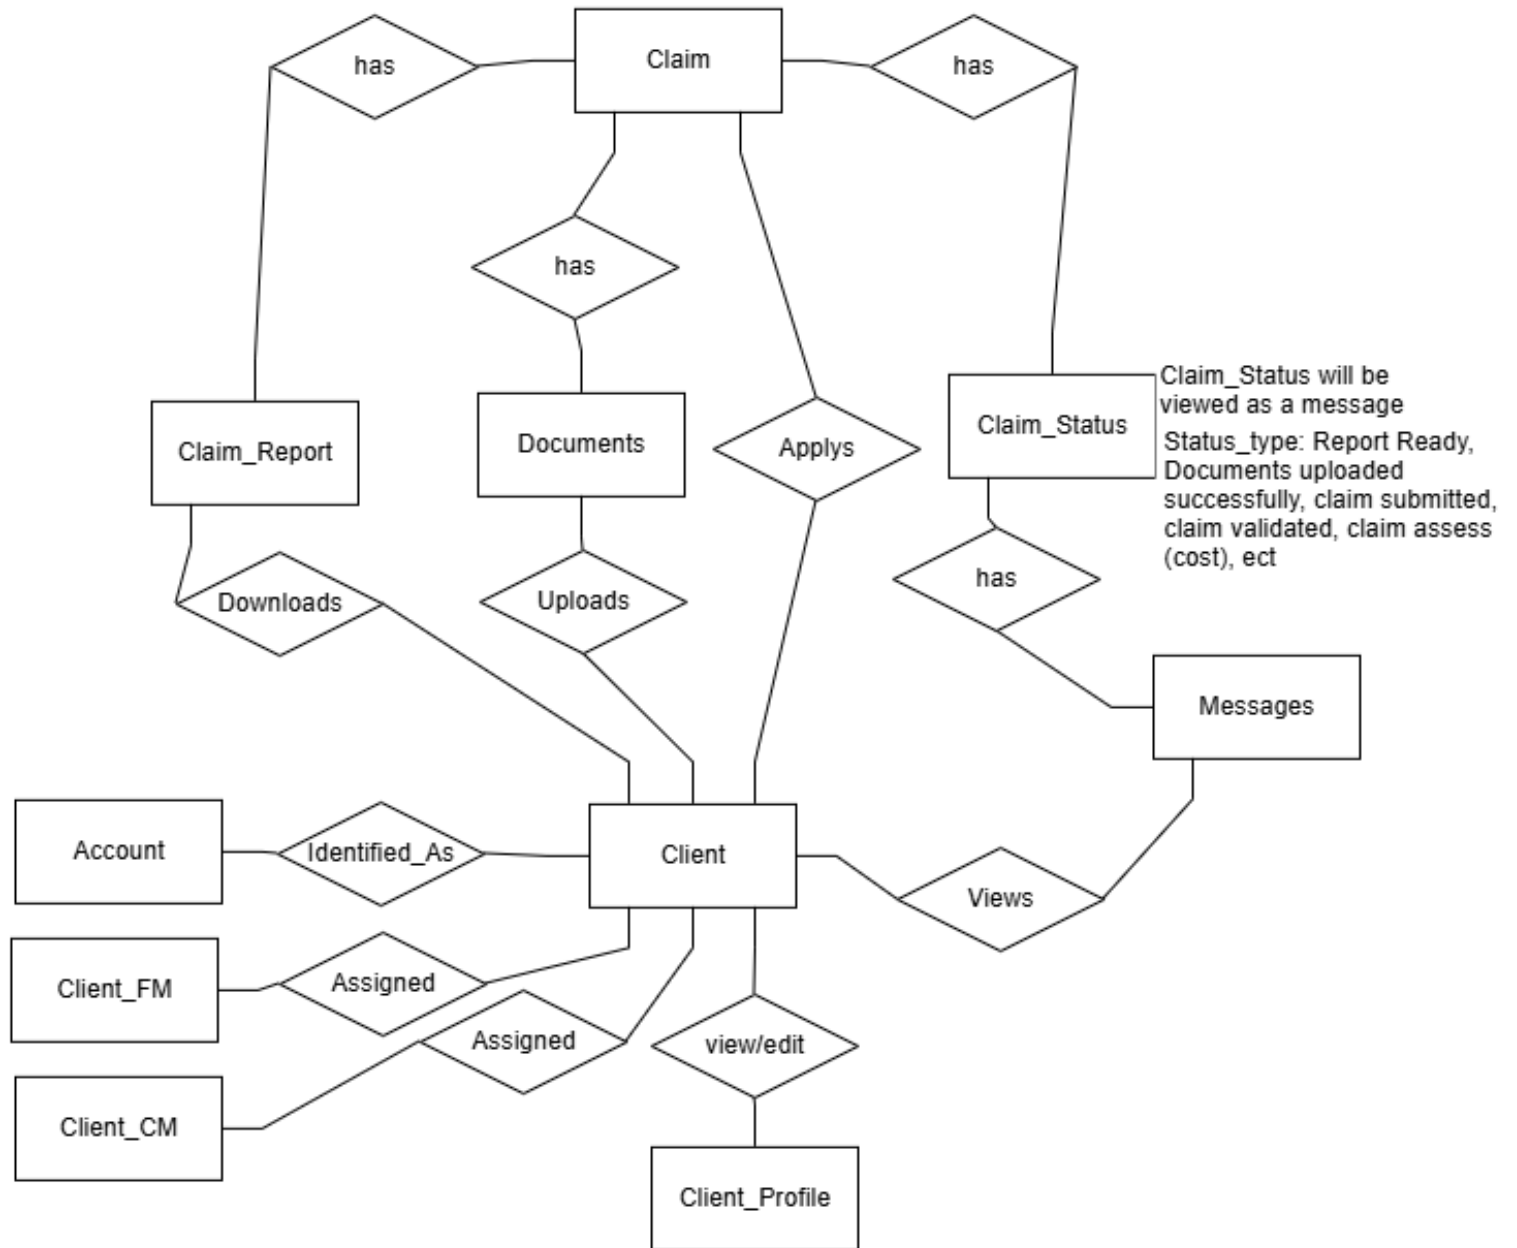 has
Claim
has
has
Claim_Report
Documents
Applys
Claim_Status
Claim_Status will be
viewed as a message
Status_type: Report Ready,
Documents uploaded
successfully, claim submitted,
claim validated, claim assess
(cost), ect
Downloads
Uploads
has
Messages
Account
Identified_As
Client
Views
Client_FM
Assigned
Assigned
view/edit
Client_CM
Client_Profile